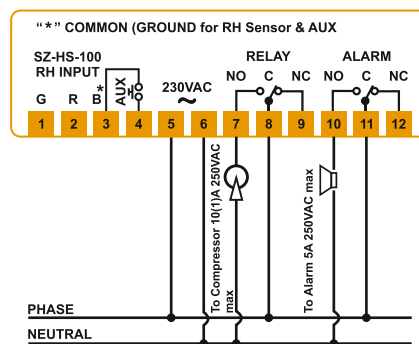 “*” COMMON (GROUND for RH Sensor & AUX
SZ-HS-100
RH INPUT
G R B*
AUX
230VAC
~
RELAY
NO C NC
ALARM
NO C NC
1 2 3 4 5 6 7 8 9 10 11 12
To Compressor 10(1)A 250VAC
max
To Alarm 5A 250VAC max
PHASE
NEUTRAL